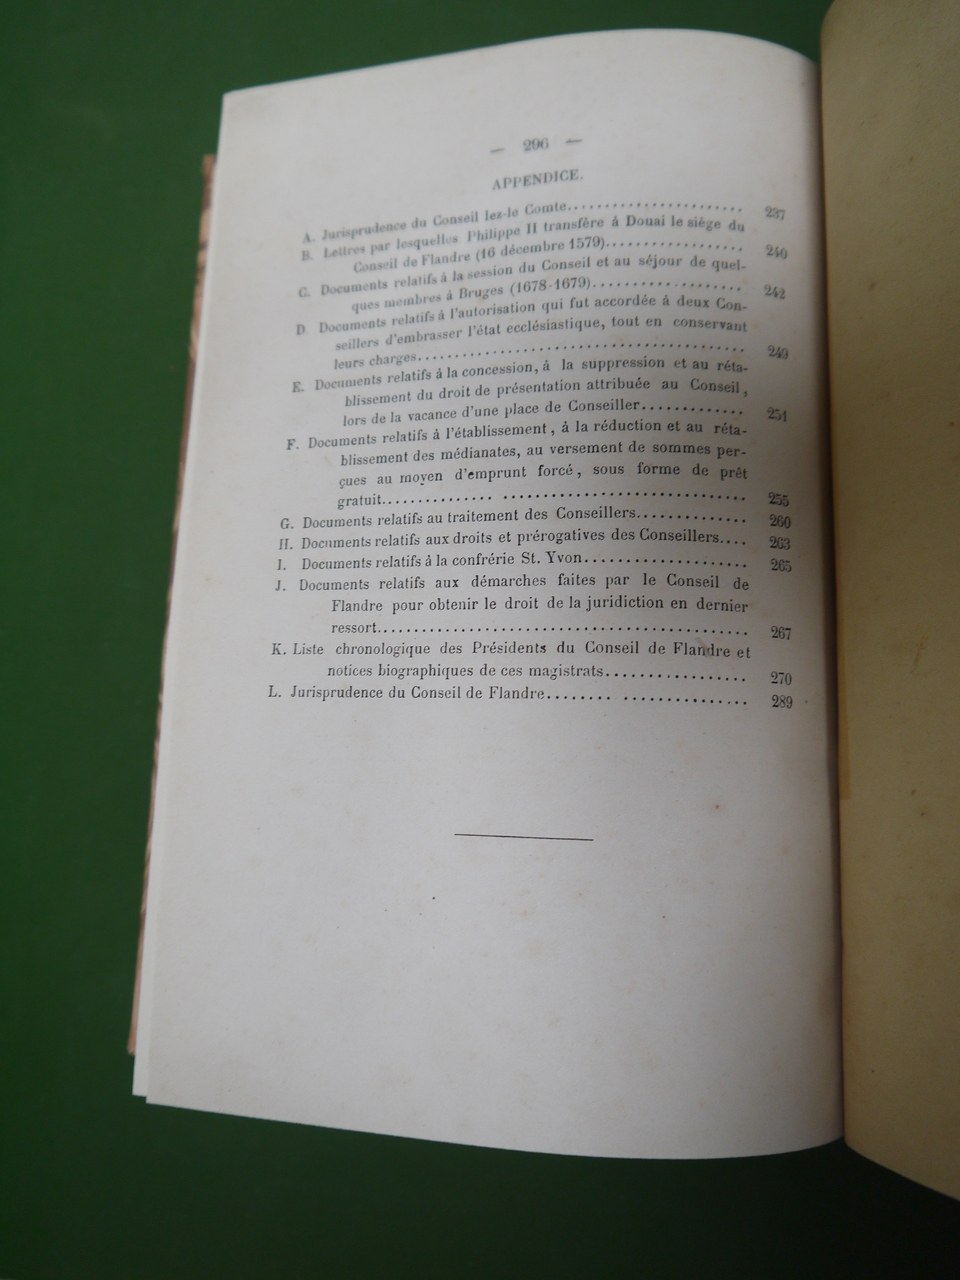 — 296 —
APPENDICE.
A. Jurisprudence du Conseil lez-le Comte........................ 237
B. Lettres par lesquelles Philippe II transfère à Douai le siège du
Conseil de Flandre (16 décembre 1579).................. 240
C. Documents relatifs à la session du Conseil et au séjour de quel-
ques membres à Bruges (1678-1679).................... 242
D Documents relatifs à l'autorisation qui fut accordée à deux Con-
seillers d'embrasser l'état ecclésiastique, tout en conservant
leurs charges............................................. 249
E. Documents relatifs à la concession, à la suppression et au réta-
blissement du droit de présentation attribuée au Conseil,
lors de la vacance d'une place de Conseiller............. 251
F. Documents relatifs à l'établissement, à la réduction et au réta-
blissement des médianates, au versement de sommes per-
çues au moyen d'emprunt forcé, sous forme de prêt
gratuit.............. ............................... 255
G. Documents relatifs au traitement des Conseillers.............. 260
H. Documents relatifs aux droits et prérogatives des Conseillers.... 263
I. Documents relatifs à la confrérie St. Yvon.................... 265
J. Documents relatifs aux démarches faites par le Conseil de
Flandre pour obtenir le droit de la juridiction en dernier
ressort............................................. 267
K. Liste chronologique des Présidents du Conseil de Flandre et
notices biographiques de ces magistrats................. 270
L. Jurisprudence du Conseil de Flandre........ ............... 289